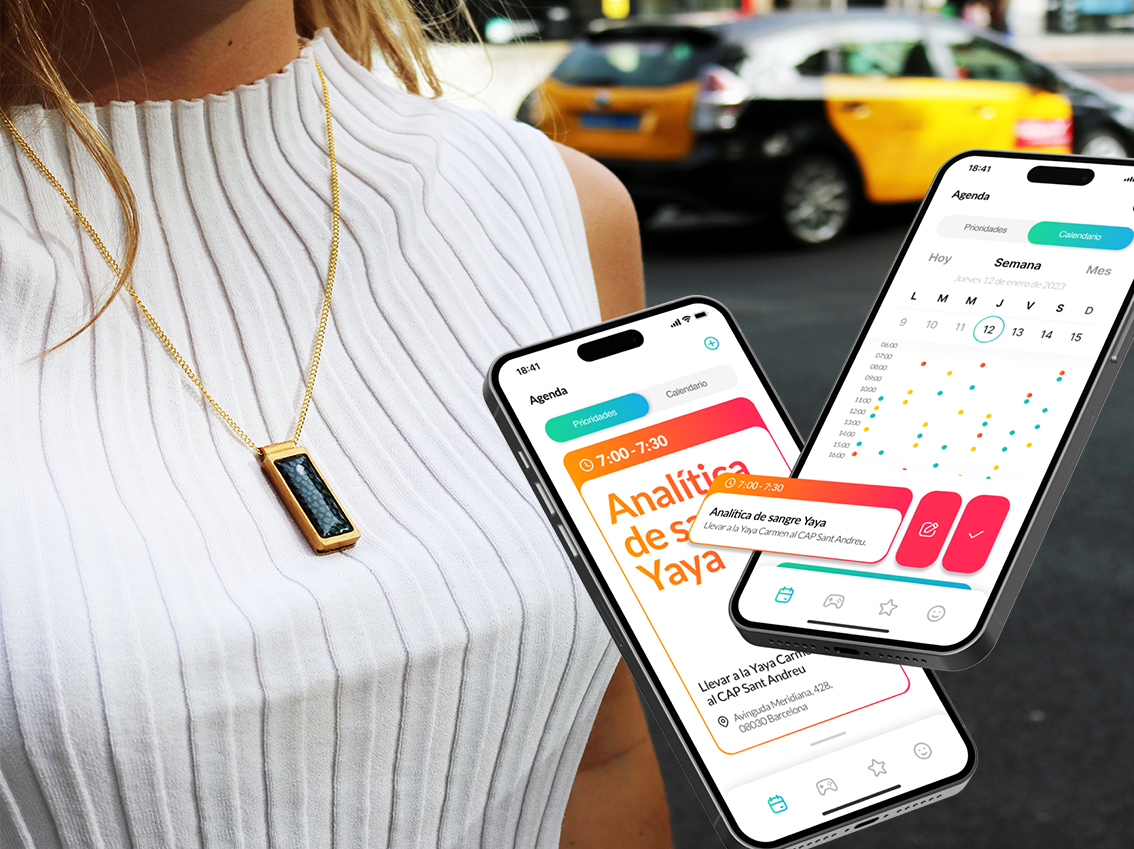 18:41
Agenda
Prioridades
Calendario
7:00 - 7:30
Analítica
de sa
Yaya
Llevar a la Yaya Carme
al CAP Sant Andreu
Avinguda Meridiana, 428,
08030 Barcelona
18:41
Agenda
Prioridades
Calendario
Hoy
Semana
Mes
Jueves 12 de enero de 2023
L M M J V S D
9 10 11 12 13 14 15
06:00
07:00
08:00
09:00
10:00
11:00
12:00
13:00
14:00
15:00
16:00
7:00 - 7:30
Analítica de sangre Yaya
Llevar a la Yaya Carmen al CAP Sant Andreu.